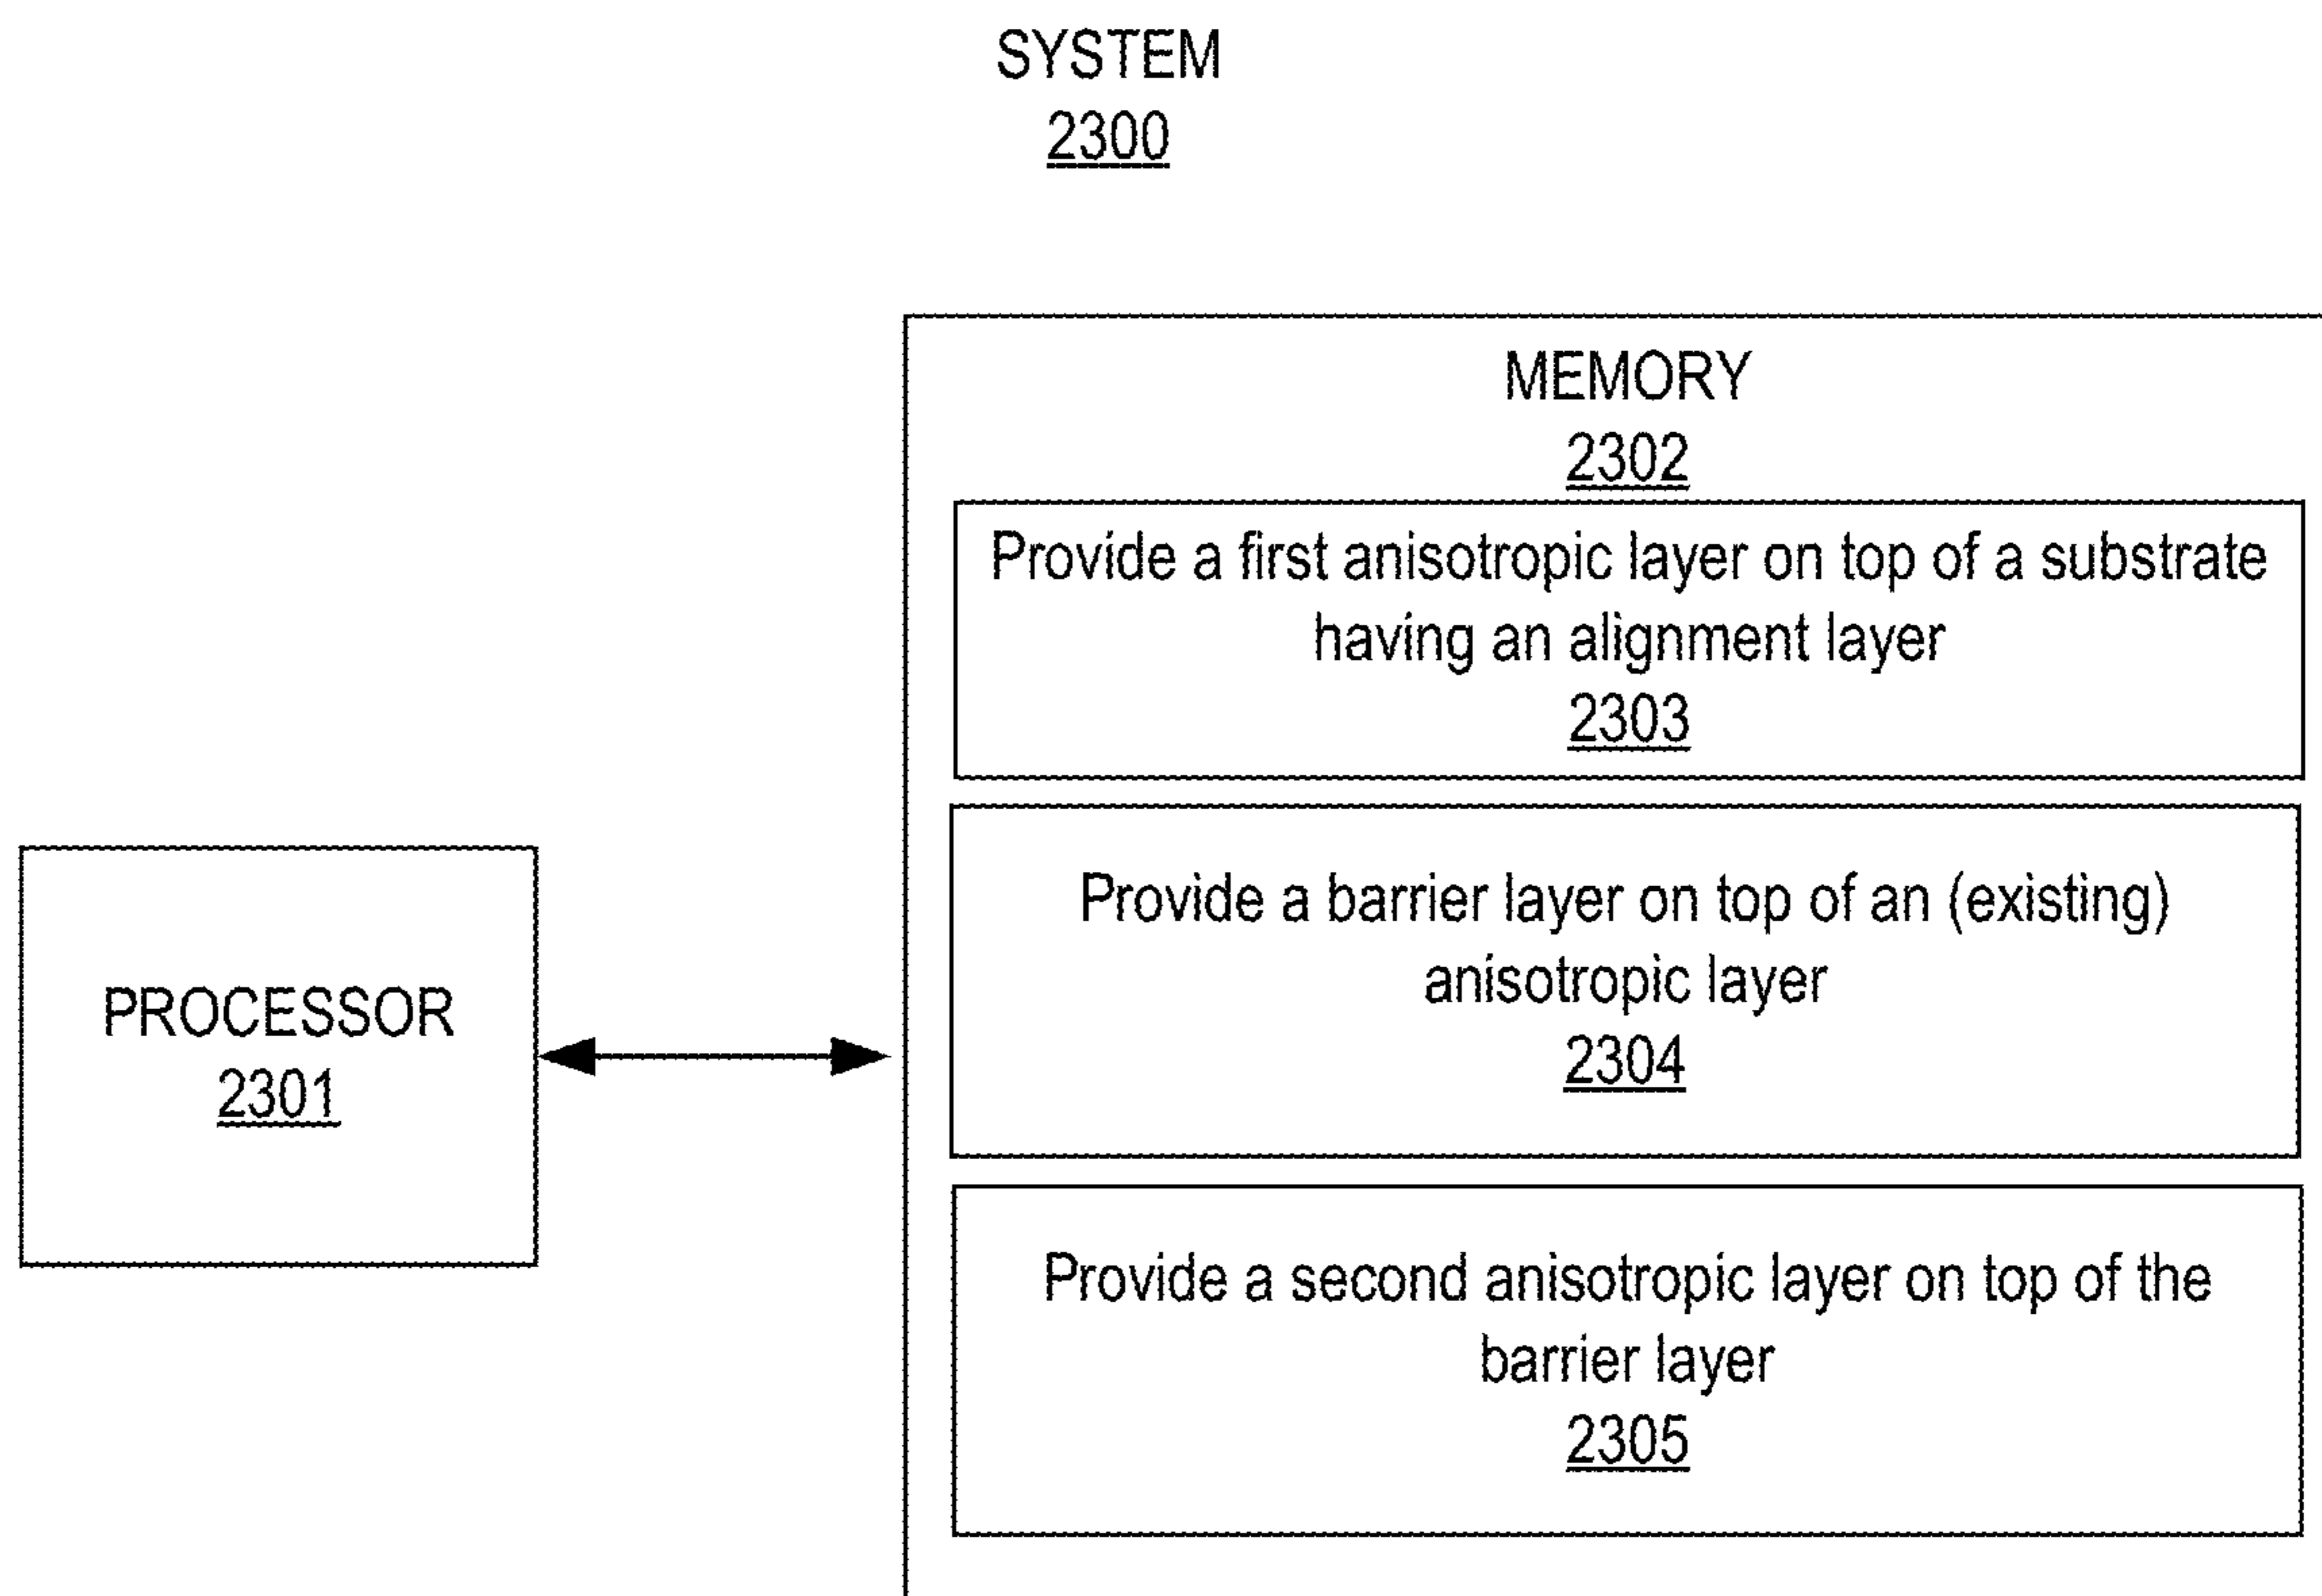 SYSTEM
2300
MEMORY
2302
Provide a first anisotropic layer on top of a substrate
having an alignment layer
2303
Provide a barrier layer on top of an (existing)
anisotropic layer
2304
PROCESSOR
2301
Provide a second anisotropic layer on top of the
barrier layer
2305